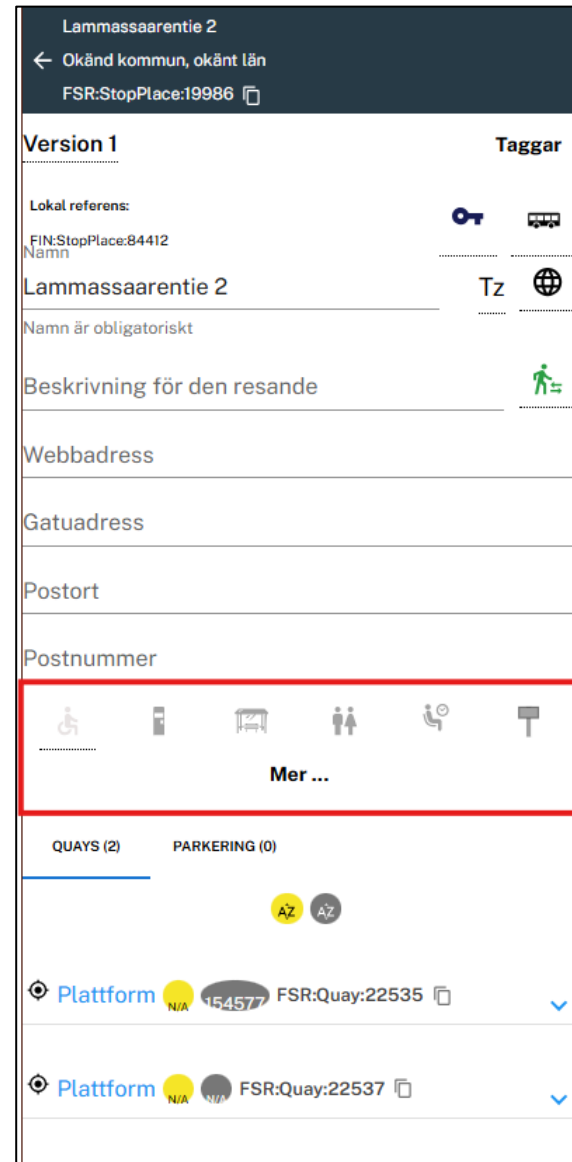 Lammassaarentie 2
Okänd kommun, okänt län
FSR:StopPlace:19986
Version 1 Taggar
Lokal referens:
FIN:StopPlace:84412
Namn
Lammassaarentie 2 Tz
Namn är obligatoriskt
Beskrivning för den resande
Webbadress
Gatuadress
Postort
Postnummer
Mer ...
QUAYS (2) PARKERING (0)
AZ AZ
Plattform N/A 154577 FSR:Quay:22535
Plattform N/A N/A FSR:Quay:22537